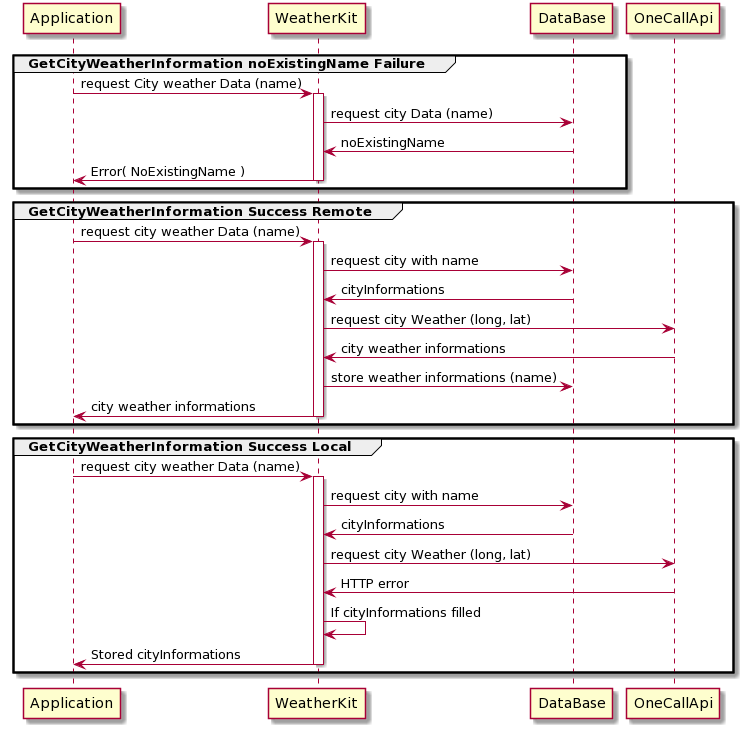 Application WeatherKit DataBase OneCallApi
GetCityWeatherInformation noExistingName Failure
request City weather Data (name)
request city Data (name)
noExistingName
Error( NoExistingName )
GetCityWeatherInformation Success Remote
request city weather Data (name)
request city with name
cityInformations
request city Weather (long, lat)
city weather informations
store weather informations (name)
city weather informations
GetCityWeatherInformation Success Local
request city weather Data (name)
request city with name
cityInformations
request city Weather (long, lat)
HTTP error
If cityInformations filled
Stored cityInformations
Application WeatherKit DataBase OneCallApi